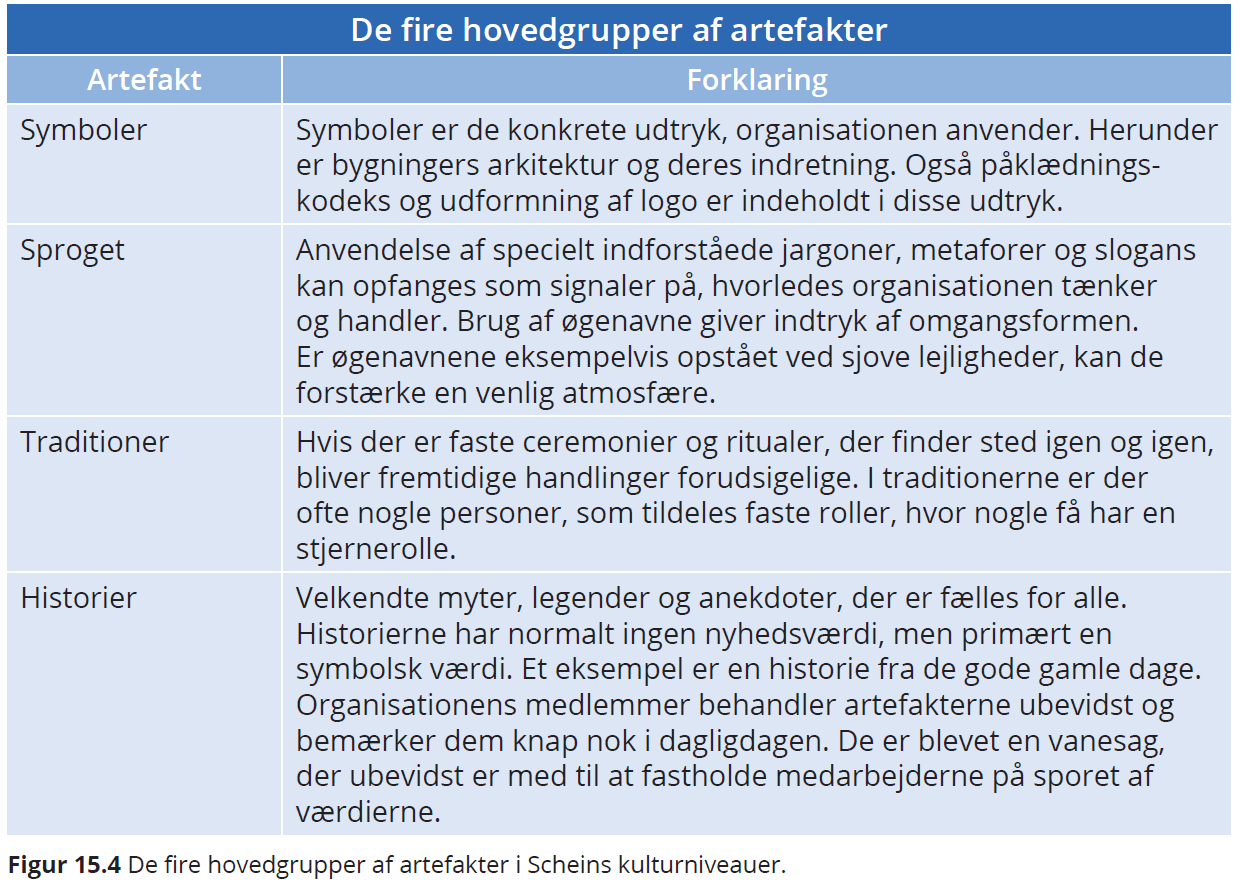 De fire hovedgrupper af artefakter
Artefakt
Forklaring
Symboler
Symboler er de konkrete udtryk, organisationen anvender. Herunder
er bygningers arkitektur og deres indretning. Også påklædnings-
kodeks og udformning af logo er indeholdt i disse udtryk.
Sproget
Anvendelse af specielt indforståede jargoner, metaforer og slogans
kan opfanges som signaler på, hvorledes organisationen tænker
og handler. Brug af øgenavne giver indtryk af omgangsformen.
Er øgenavnene eksempelvis opstået ved sjove lejligheder, kan de
forstærke en venlig atmosfære.
Traditioner
Hvis der er faste ceremonier og ritualer, der finder sted igen og igen,
bliver fremtidige handlinger forudsigelige. I traditionerne er der
ofte nogle personer, som tildeles faste roller, hvor nogle få har en
stjernerolle.
Historier
Velkendte myter, legender og anekdoter, der er fælles for alle.
Historierne har normalt ingen nyhedsværdi, men primært en
symbolsk værdi. Et eksempel er en historie fra de gode gamle dage.
Organisationens medlemmer behandler artefakterne ubevidst og
bemærker dem knap nok i dagligdagen. De er blevet en vanesag,
der ubevidst er med til at fastholde medarbejderne på sporet af
værdierne.
Figur 15.4 De fire hovedgrupper af artefakter i Scheins kulturniveauer.